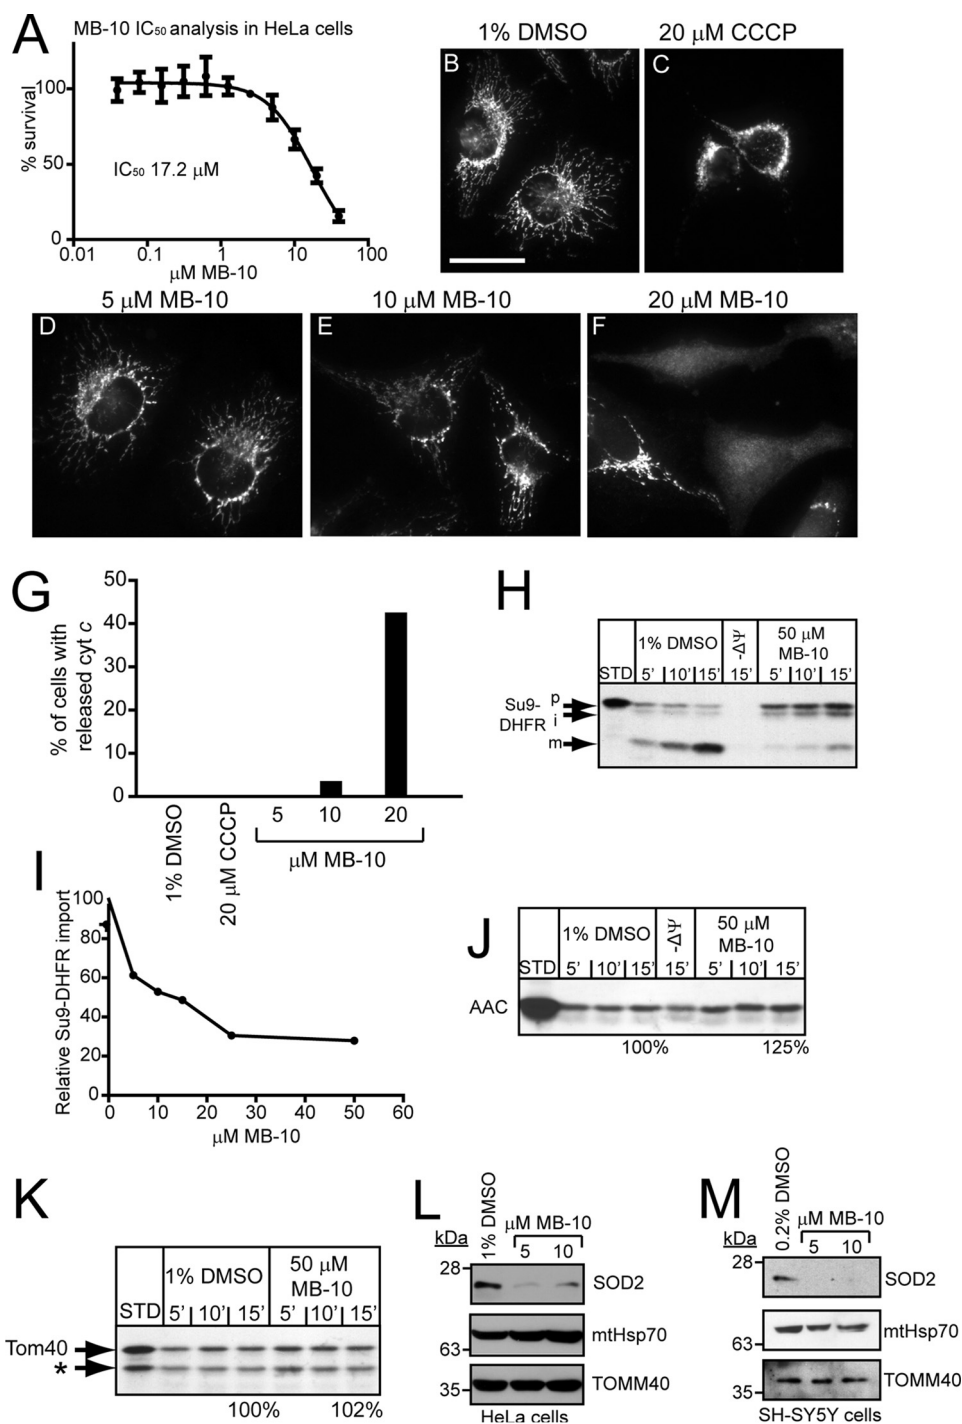 A
MB-10 IC50 analysis in HeLa cells
% survival
100
50
0
IC50 17.2 μM
0.01 0.1 1 10 100
μM MB-10
1% DMSO 20 μM CCCP
B C
5 μM MB-10 10 μM MB-10 20 μM MB-10
D E F
G
% of cells with
released cyt c
50
40
30
20
10
0
1% DMSO
20 μM CCCP
5 10 20
μM MB-10
H
1% DMSO -ΔΨ 50 μM
MB-10
STD 5’ 10’ 15’ 15’ 5’ 10’ 15’
Su9-
DHFR
p
i
m
I
Relative Su9-DHFR import
100
80
60
40
20
0
0 10 20 30 40 50 60
μM MB-10
J
1% DMSO -ΔΨ 50 μM
MB-10
STD 5’ 10’ 15’ 15’ 5’ 10’ 15’
AAC
100% 125%
K
1% DMSO 50 μM
MB-10
STD 5’ 10’ 15’ 5’ 10’ 15’
Tom40
*
100% 102%
L
1% DMSO
μM MB-10
kDa 5 10
28
SOD2
mtHsp70
63
TOMM40
35
HeLa cells
M
0.2% DMSO
μM MB-10
kDa 5 10
28
SOD2
mtHsp70
63
TOMM40
35
SH-SY5Y cells